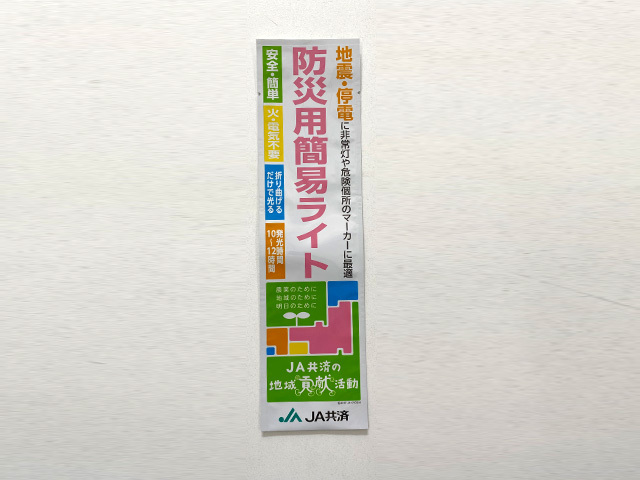 地震・停電に非常灯や危険個所のマーカーに最適
防災用簡易ライト
安全・簡単
火・電気不要
折り曲げる
だけで光る
発光時間
10～12時間
農業のために
地域のために
明日のために
JA共済の
地域貢献活動
JA共済